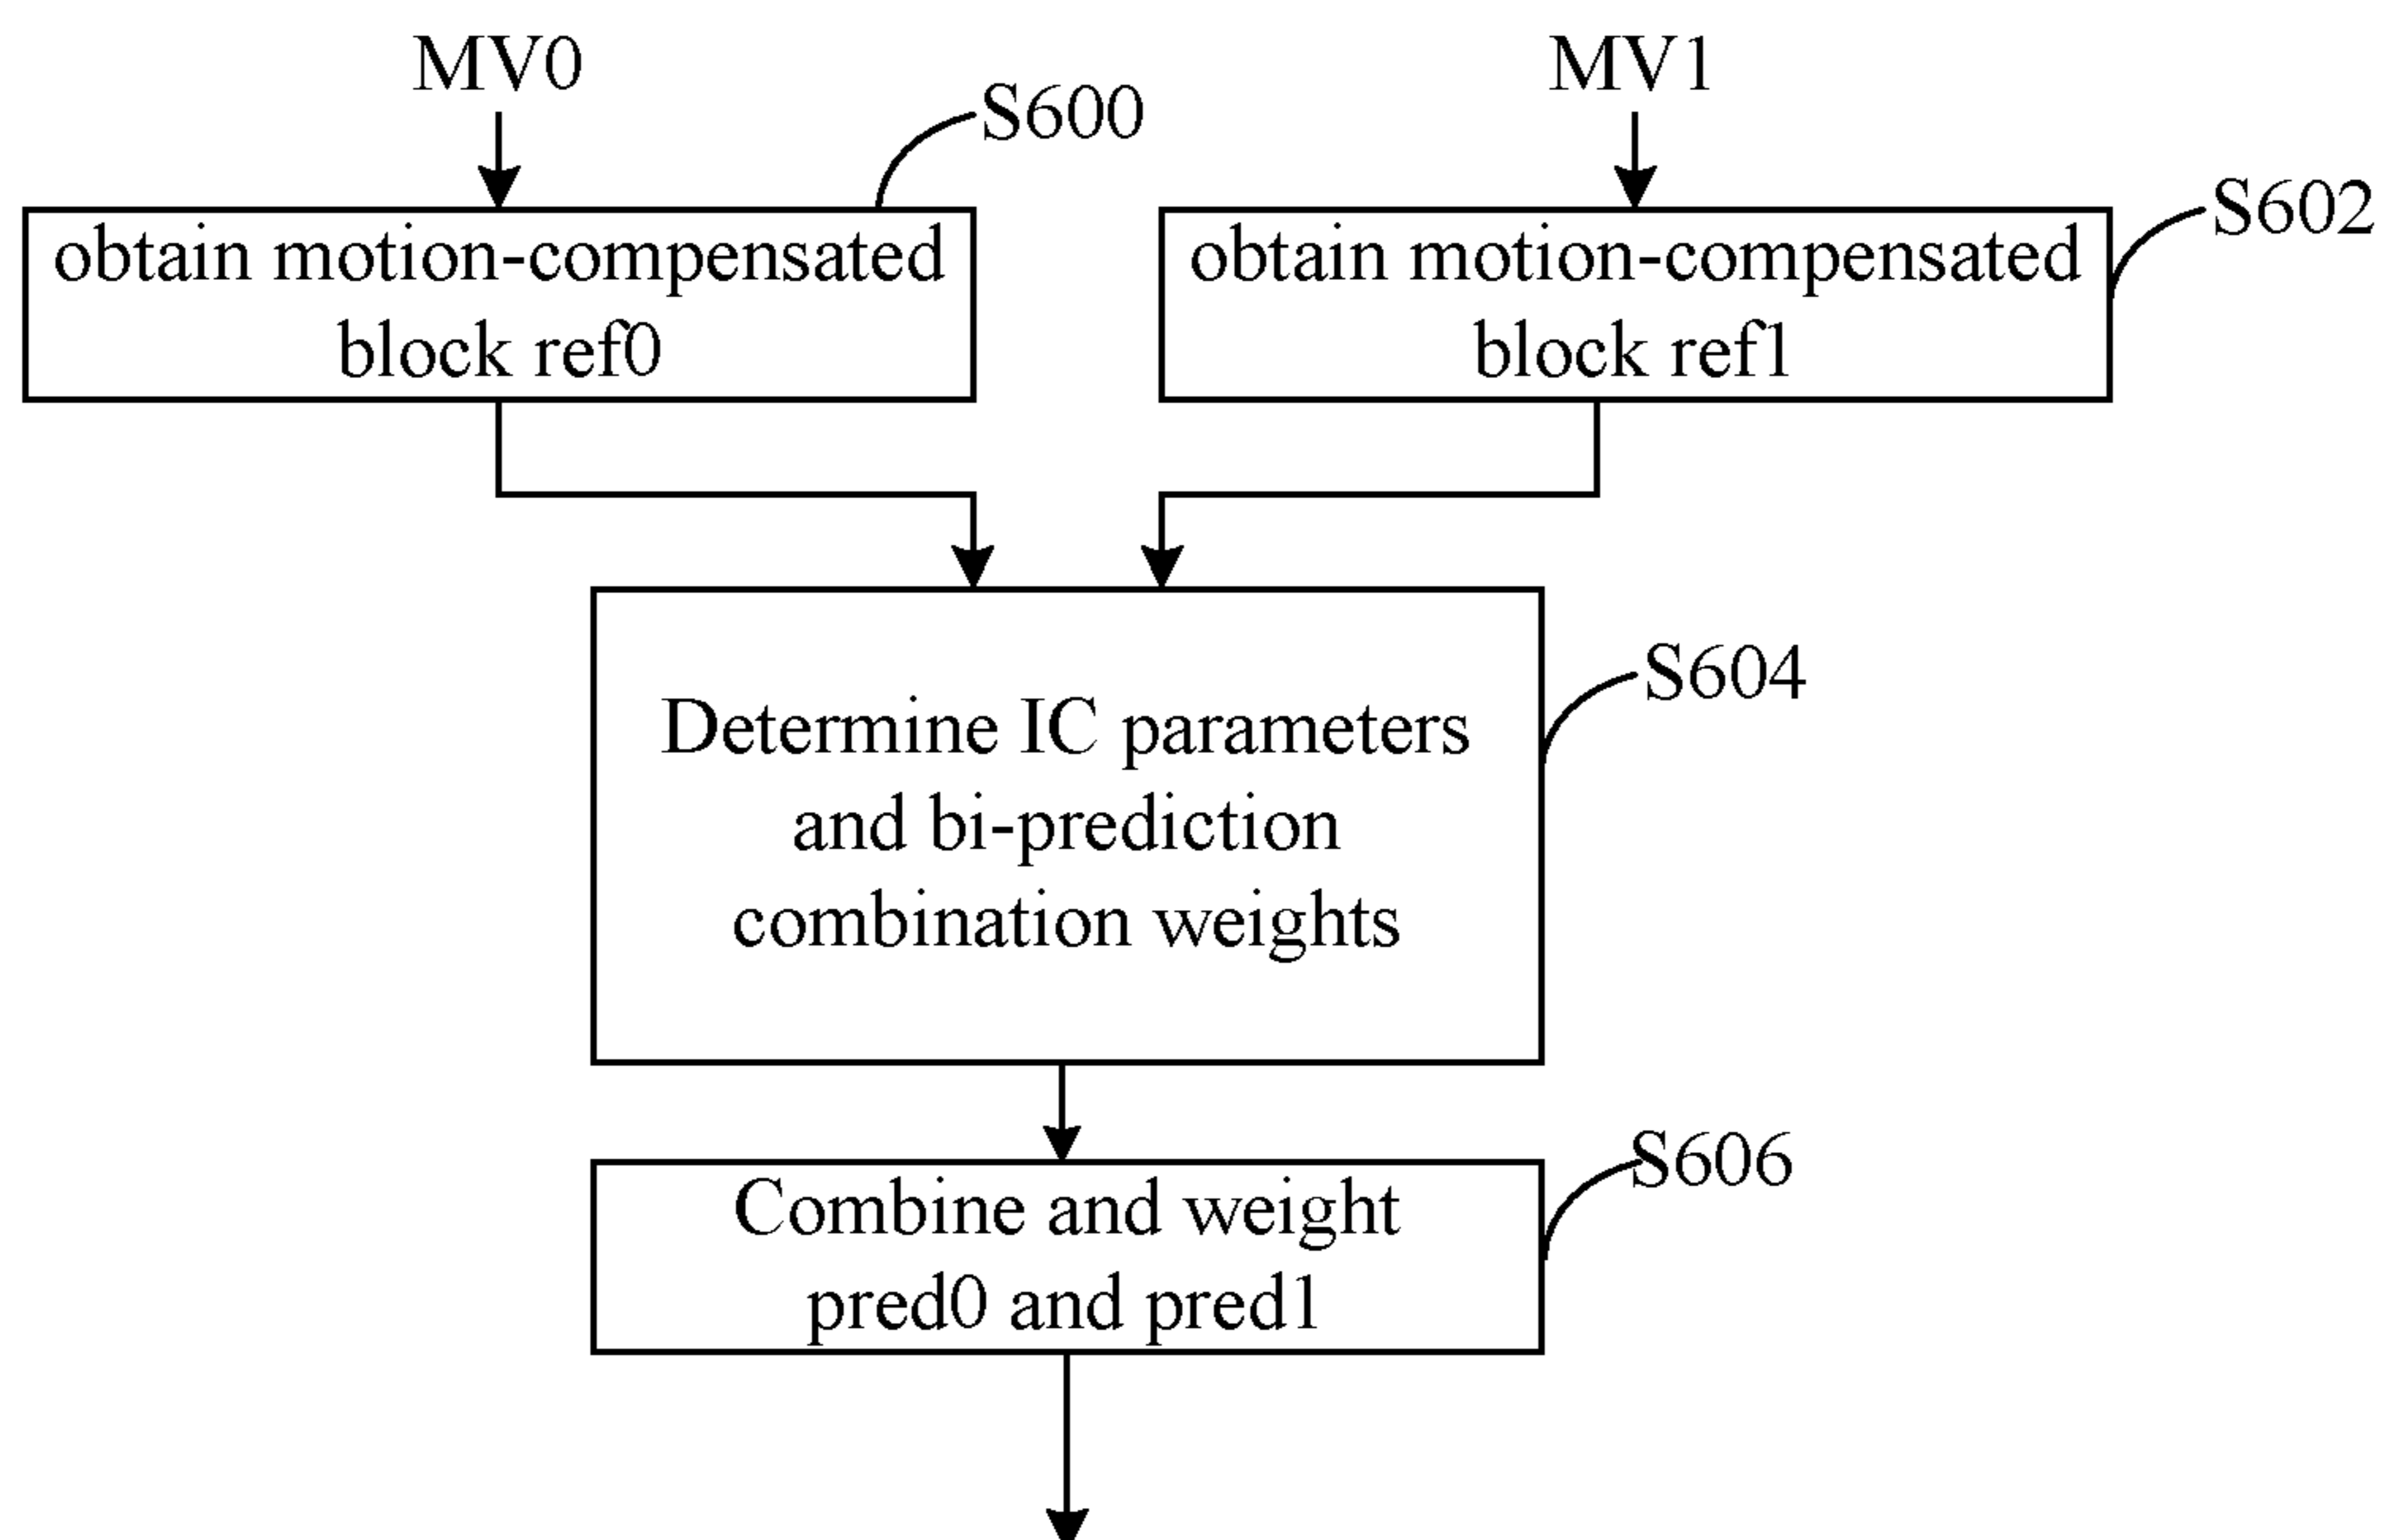 MV0
MV1
S600
S602
obtain motion-compensated
block ref0
obtain motion-compensated
block ref1
S604
Determine IC parameters
and bi-prediction
combination weights
S606
Combine and weight
pred0 and pred1